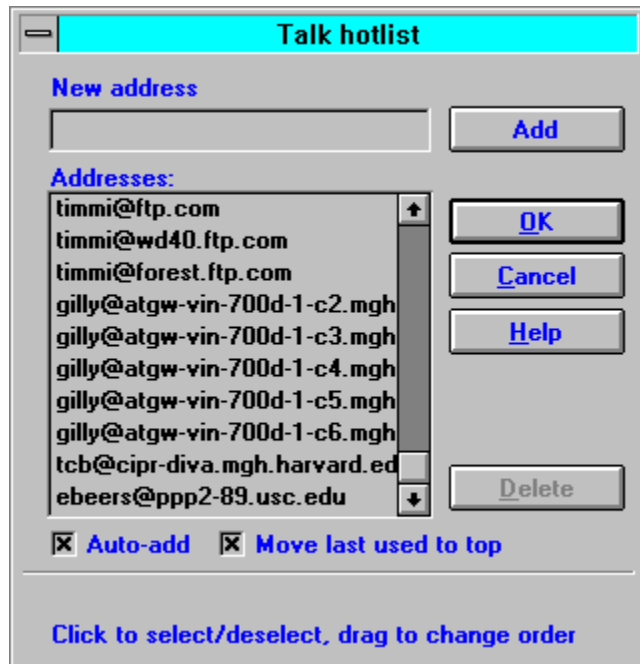 Talk hotlist
New address
Add
Addresses:
timmi@ftp.com
timmi@wd40.ftp.com
timmi@forest.ftp.com
gilly@atgw-vin-700d-1-c2.mgh
gilly@atgw-vin-700d-1-c3.mgh
gilly@atgw-vin-700d-1-c4.mgh
gilly@atgw-vin-700d-1-c5.mgh
gilly@atgw-vin-700d-1-c6.mgh
tcb@cipr-diva.mgh.harvard.ed
ebeers@ppp2-89.usc.edu
OK
Cancel
Help
Delete
Auto-add Move last used to top
Click to select/deselect, drag to change order